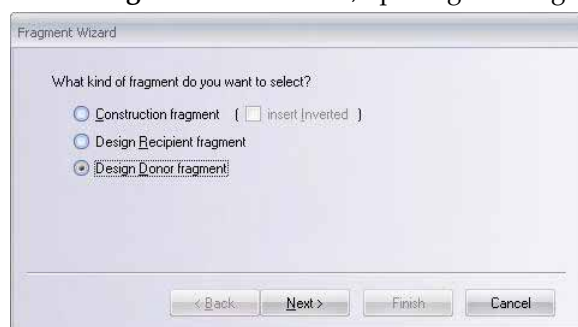 Fragment Wizard
What kind of fragment do you want to select?
Construction fragment ( insert Inverted )
Design Recipient fragment
Design Donor fragment
< Back Next > Finish Cancel